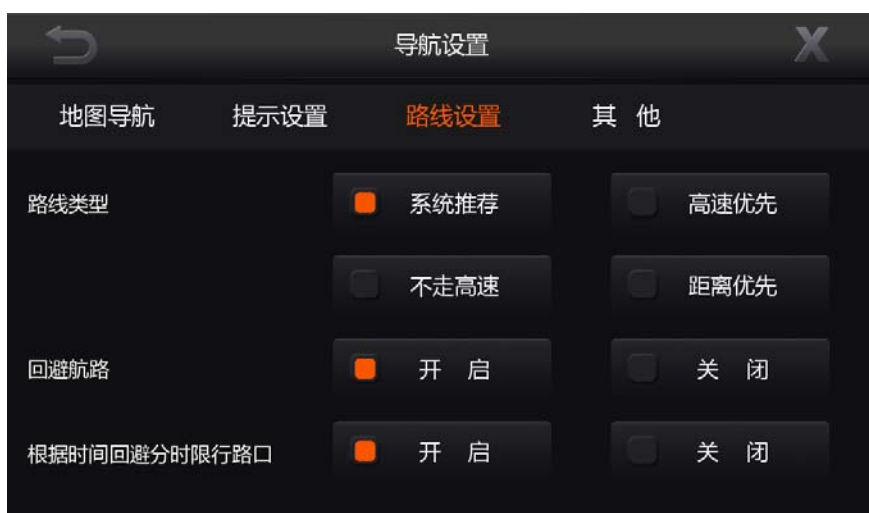 导航设置 X
地图导航 提示设置 路线设置 其 他
路线类型 系统推荐 高速优先
不走高速 距离优先
回避航路 开 启 关 闭
根据时间回避分时限行路口 开 启 关 闭